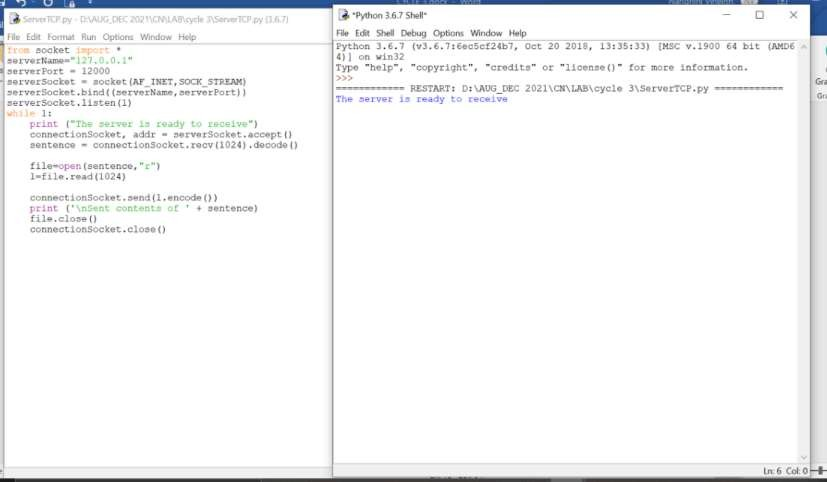 ServerTCP.py - D:\AUG_DEC 2021\CN\LAB\cycle 3\ServerTCP.py (3.6.7)
File Edit Format Run Options Window Help
from socket import *
serverName="127.0.0.1"
serverPort = 12000
serverSocket = socket(AF_INET,SOCK_STREAM)
serverSocket.bind((serverName,serverPort))
serverSocket.listen(1)
while 1:
    print ("The server is ready to receive")
    connectionSocket, addr = serverSocket.accept()
    sentence = connectionSocket.recv(1024).decode()
    file=open(sentence,"r")
    l=file.read(1024)
    connectionSocket.send(l.encode())
    print ('\nSent contents of ' + sentence)
    file.close()
    connectionSocket.close()
*Python 3.6.7 Shell*
File Edit Shell Debug Options Window Help
Python 3.6.7 (v3.6.7:6ec5cf24b7, Oct 20 2018, 13:35:33) [MSC v.1900 64 bit (AMD6
4)] on win32
Type "help", "copyright", "credits" or "license()" for more information.
>>>
============ RESTART: D:\AUG_DEC 2021\CN\LAB\cycle 3\ServerTCP.py ============
The server is ready to receive
Ln: 6 Col: 0